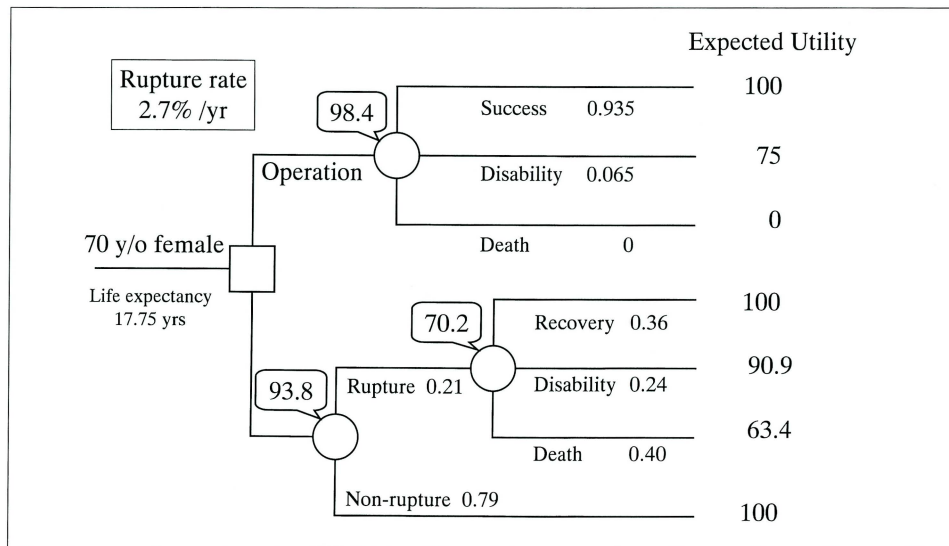 Expected Utility
Rupture rate
2.7% /yr
98.4
Success 0.935
100
Operation
Disability 0.065
75
Death 0
0
70 y/o female
Life expectancy
17.75 yrs
70.2
Recovery 0.36
100
93.8
Rupture 0.21
Disability 0.24
90.9
Death 0.40
63.4
Non-rupture 0.79
100